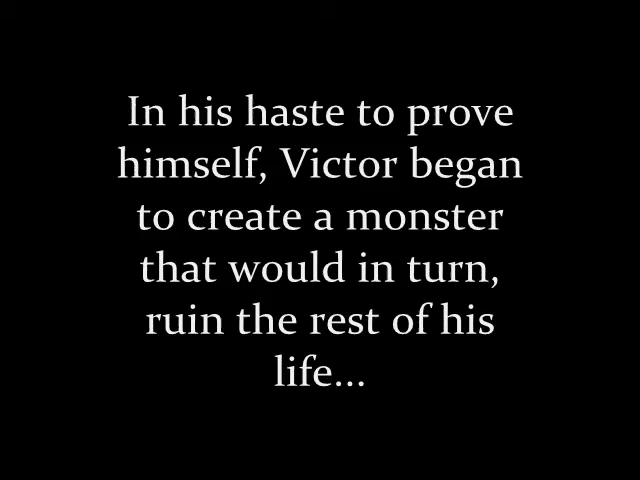 In his haste to prove
himself, Victor began
to create a monster
that would in turn,
ruin the rest of his
life...